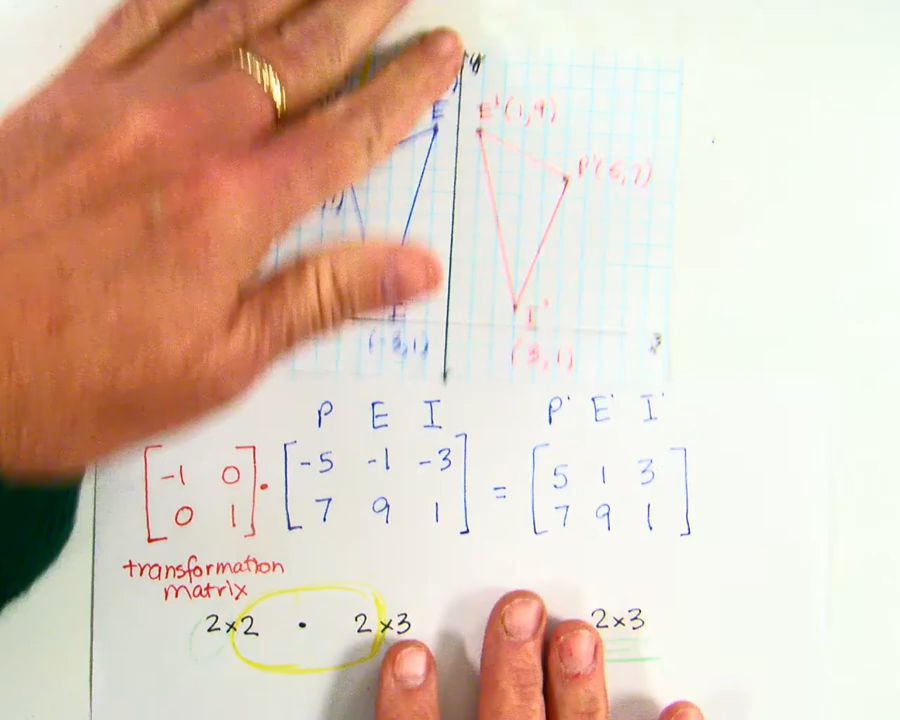 y
E
E'(1,9)
P'(5,7)
I'
(-3,1)
(3,1)
P E I
P' E' I'
[-1 0] . [-5 -1 -3] = [5 1 3]
[0 1] [7 9 1] [7 9 1]
transformation
matrix
2×2 · 2×3 2×3